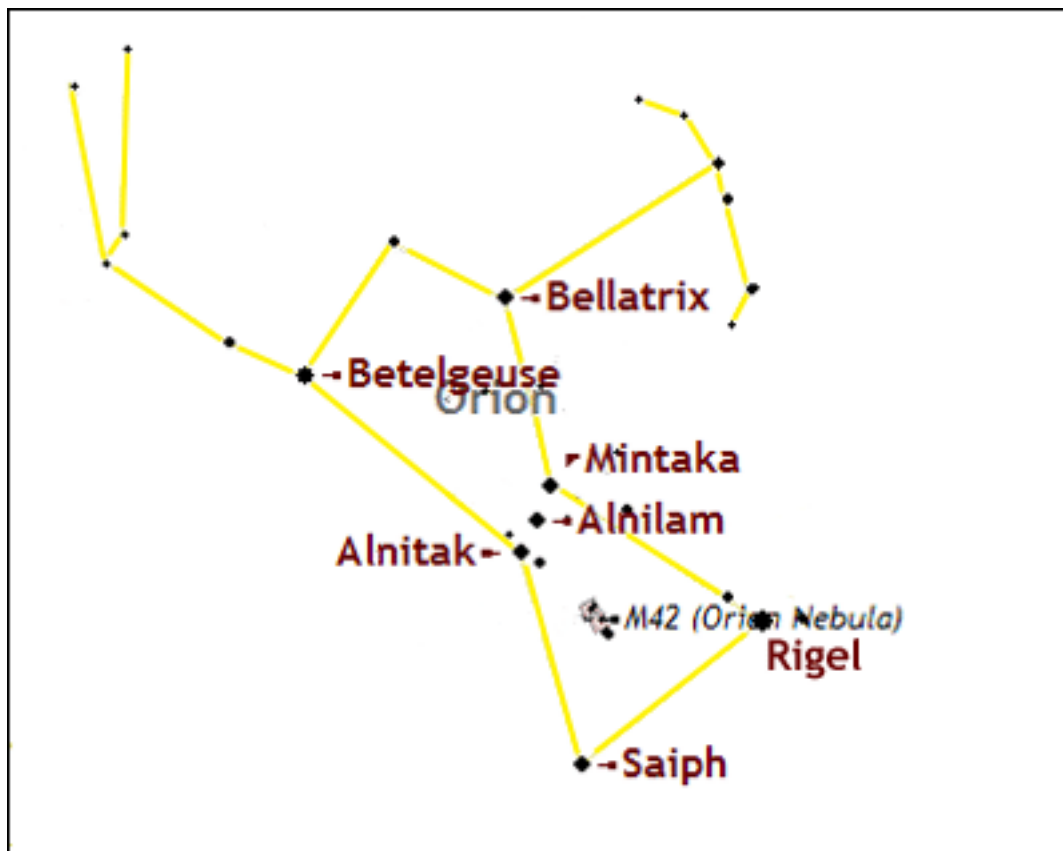 Bellatrix
Betelgeuse
Orion
Mintaka
Alnilam
Alnitak
M42 (Orion Nebula)
Rigel
Saiph